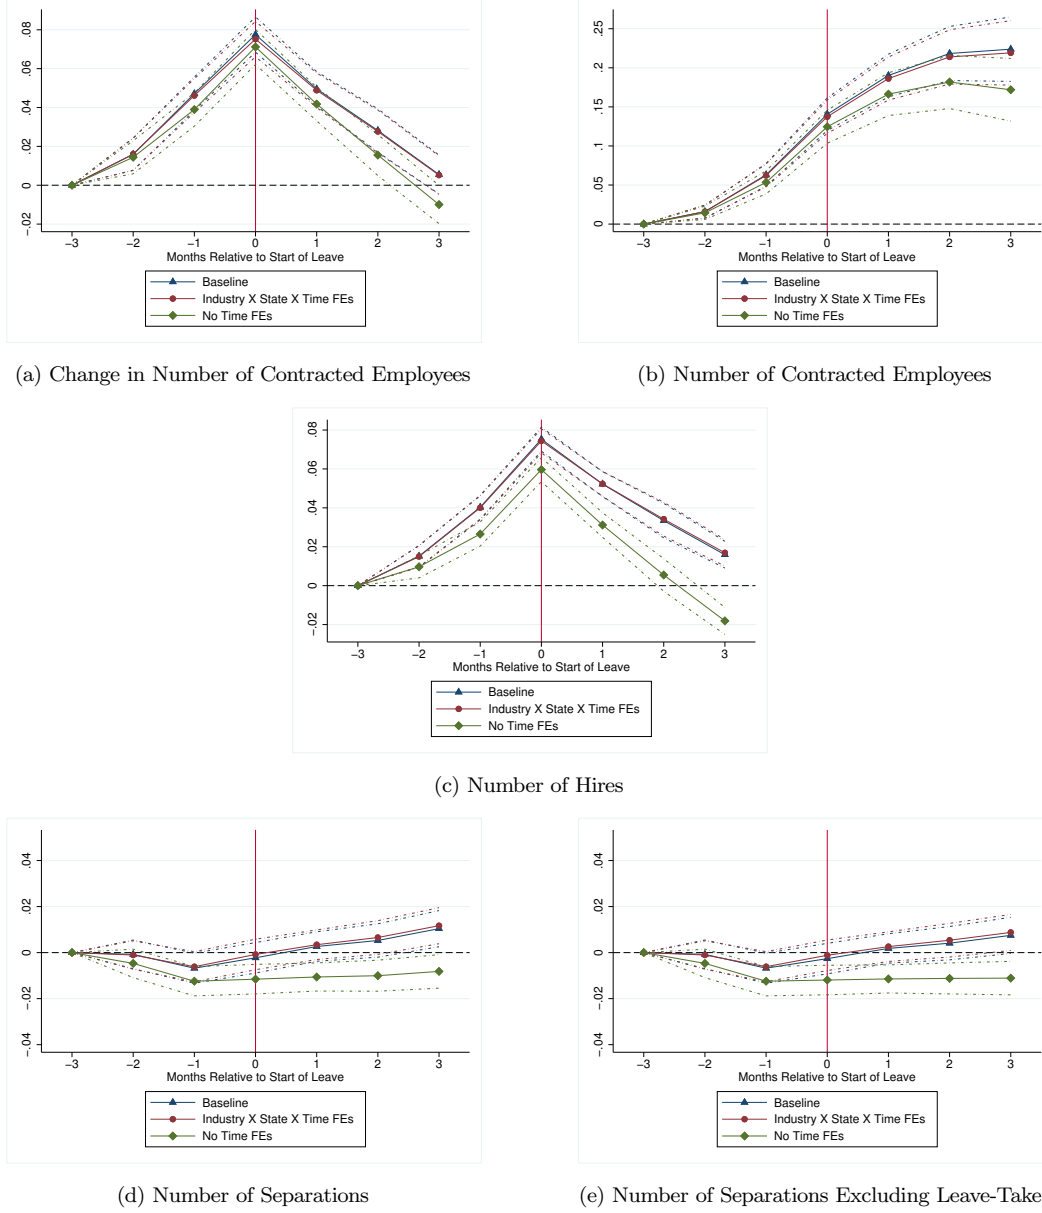 .08
.06
.04
.02
0
-.02
−3 −2 −1 0 1 2 3
Months Relative to Start of Leave
Baseline
Industry X State X Time FEs
No Time FEs
(a) Change in Number of Contracted Employees
.25
.2
.15
.1
.05
0
−3 −2 −1 0 1 2 3
Months Relative to Start of Leave
Baseline
Industry X State X Time FEs
No Time FEs
(b) Number of Contracted Employees
.08
.06
.04
.02
0
-.02
−3 −2 −1 0 1 2 3
Months Relative to Start of Leave
Baseline
Industry X State X Time FEs
No Time FEs
(c) Number of Hires
.04
.02
0
-.02
-.04
−3 −2 −1 0 1 2 3
Months Relative to Start of Leave
Baseline
Industry X State X Time FEs
No Time FEs
(d) Number of Separations
.04
.02
0
-.02
-.04
−3 −2 −1 0 1 2 3
Months Relative to Start of Leave
Baseline
Industry X State X Time FEs
No Time FEs
(e) Number of Separations Excluding Leave-Take